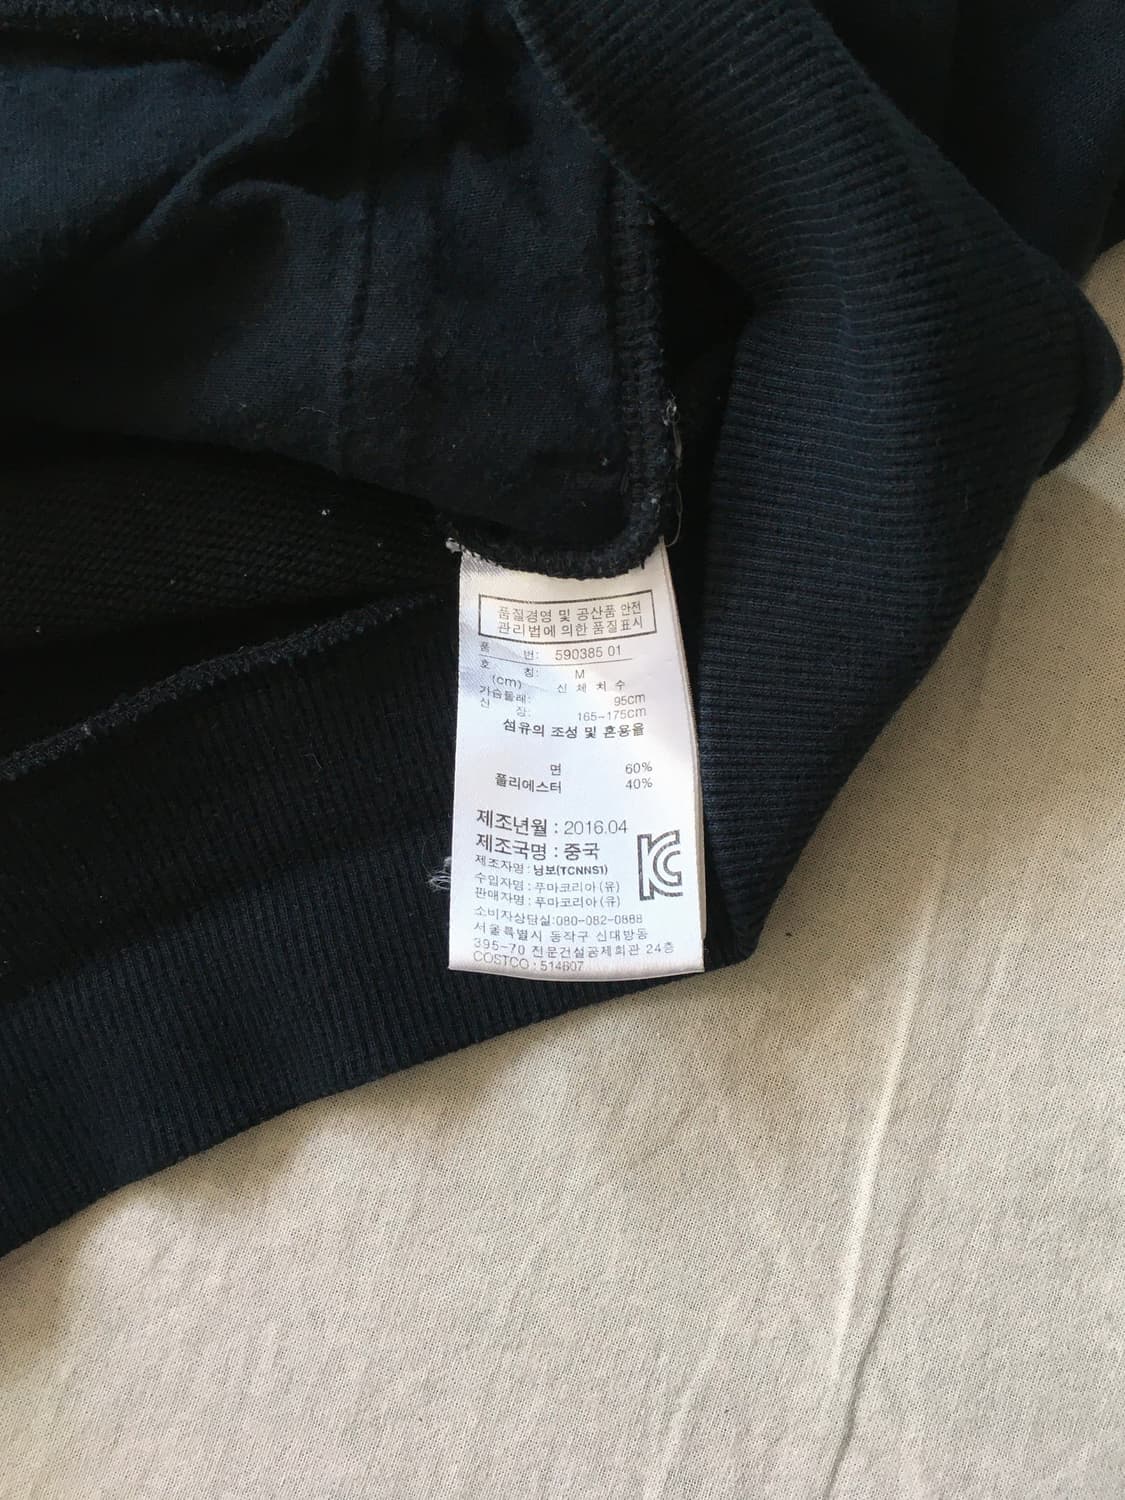 품질경영 및 공산품 안전
관리법에 의한 품질표시
품 번: 590385 01
호 칭: M
(cm) 신 체 치 수
가슴둘레: 95cm
신 장: 165~175cm
섬유의 조성 및 혼용율
면 60%
폴리에스터 40%
제조년월 : 2016.04
제조국명 : 중국
제조자명 : 닝보(TCNNS1)
수입자명 : 푸마코리아(유)
판매자명 : 푸마코리아(유)
소비자상담실:080-082-0888
서울특별시 동작구 신대방동
395-70 전문건설공제회관 24층
COSTCO : 514607
KC